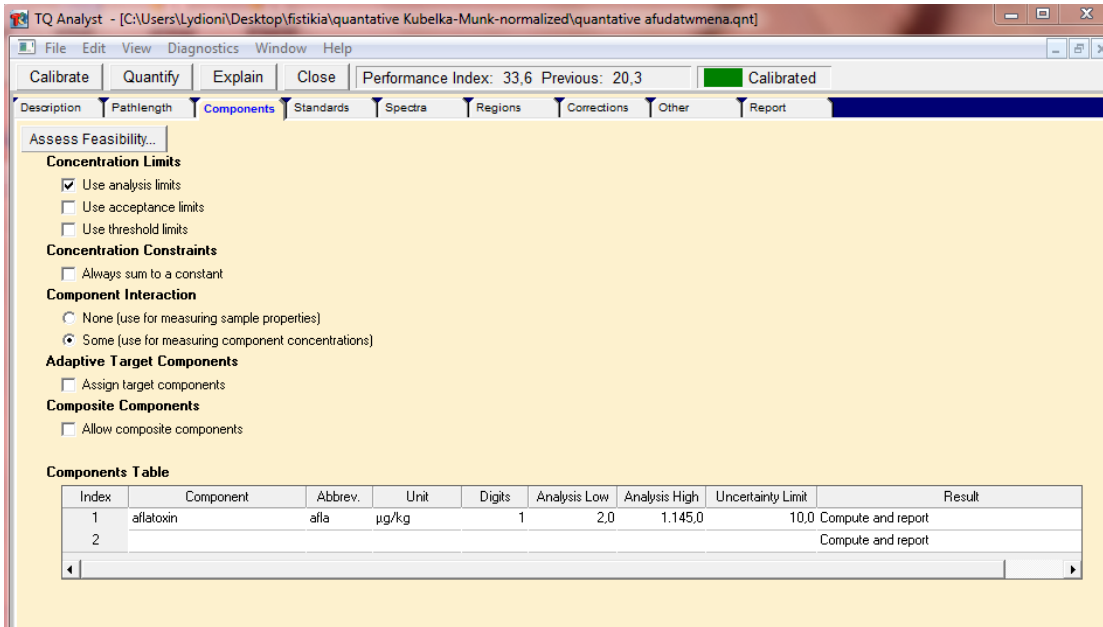 TQ Analyst - [C:\Users\Lydioni\Desktop\fistikia\quantative Kubelka-Munk-normalized\quantative afudatwmena.qnt]
File Edit View Diagnostics Window Help
Calibrate Quantify Explain Close Performance Index: 33,6 Previous: 20,3 Calibrated
Description Pathlength Components Standards Spectra Regions Corrections Other Report
Assess Feasibility...
Concentration Limits
Use analysis limits
Use acceptance limits
Use threshold limits
Concentration Constraints
Always sum to a constant
Component Interaction
None (use for measuring sample properties)
Some (use for measuring component concentrations)
Adaptive Target Components
Assign target components
Composite Components
Allow composite components
Components Table
Index Component Abbrev. Unit Digits Analysis Low Analysis High Uncertainty Limit Result
1 aflatoxin afla µg/kg 1 2,0 1.145,0 10,0 Compute and report
2 Compute and report